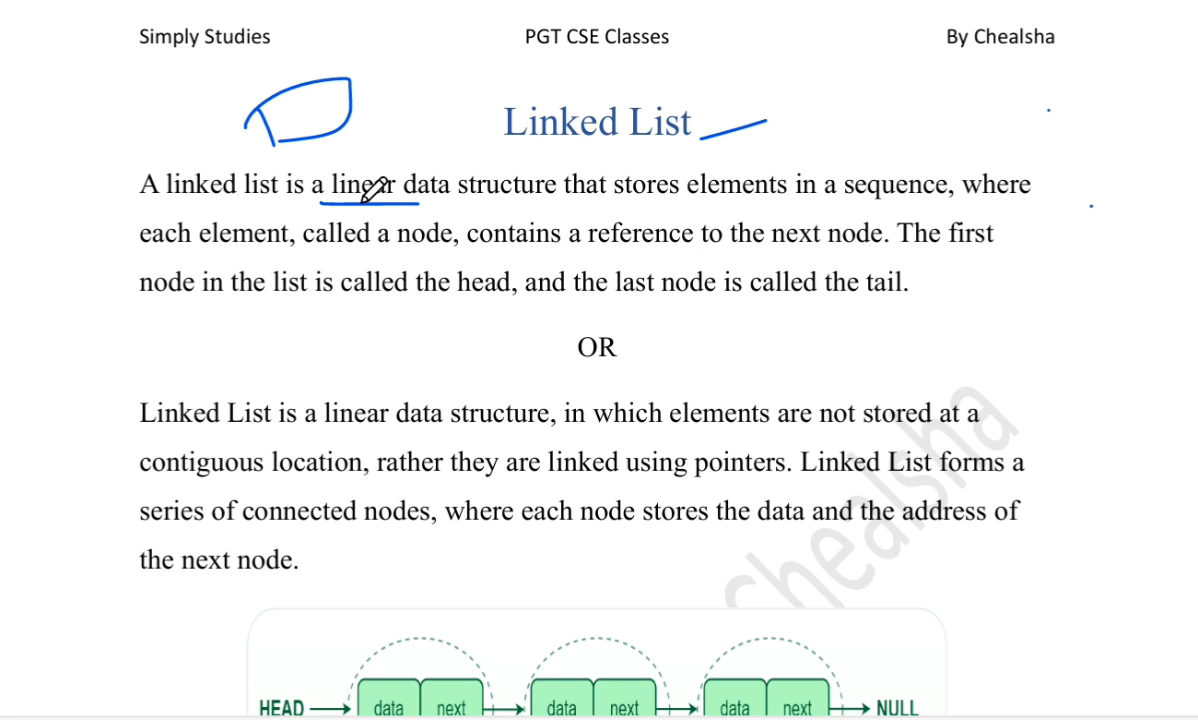 Simply Studies PGT CSE Classes By Chealsha
Linked List
A linked list is a linear data structure that stores elements in a sequence, where
each element, called a node, contains a reference to the next node. The first
node in the list is called the head, and the last node is called the tail.
OR
Linked List is a linear data structure, in which elements are not stored at a
contiguous location, rather they are linked using pointers. Linked List forms a
series of connected nodes, where each node stores the data and the address of
the next node.
Chealsha
HEAD data next data next data next NULL